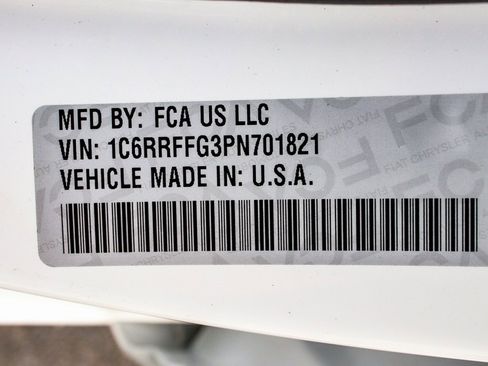 MFD BY: FCA US LLC
VIN: 1C6RRFFG3PN701821
VEHICLE MADE IN: U.S.A.